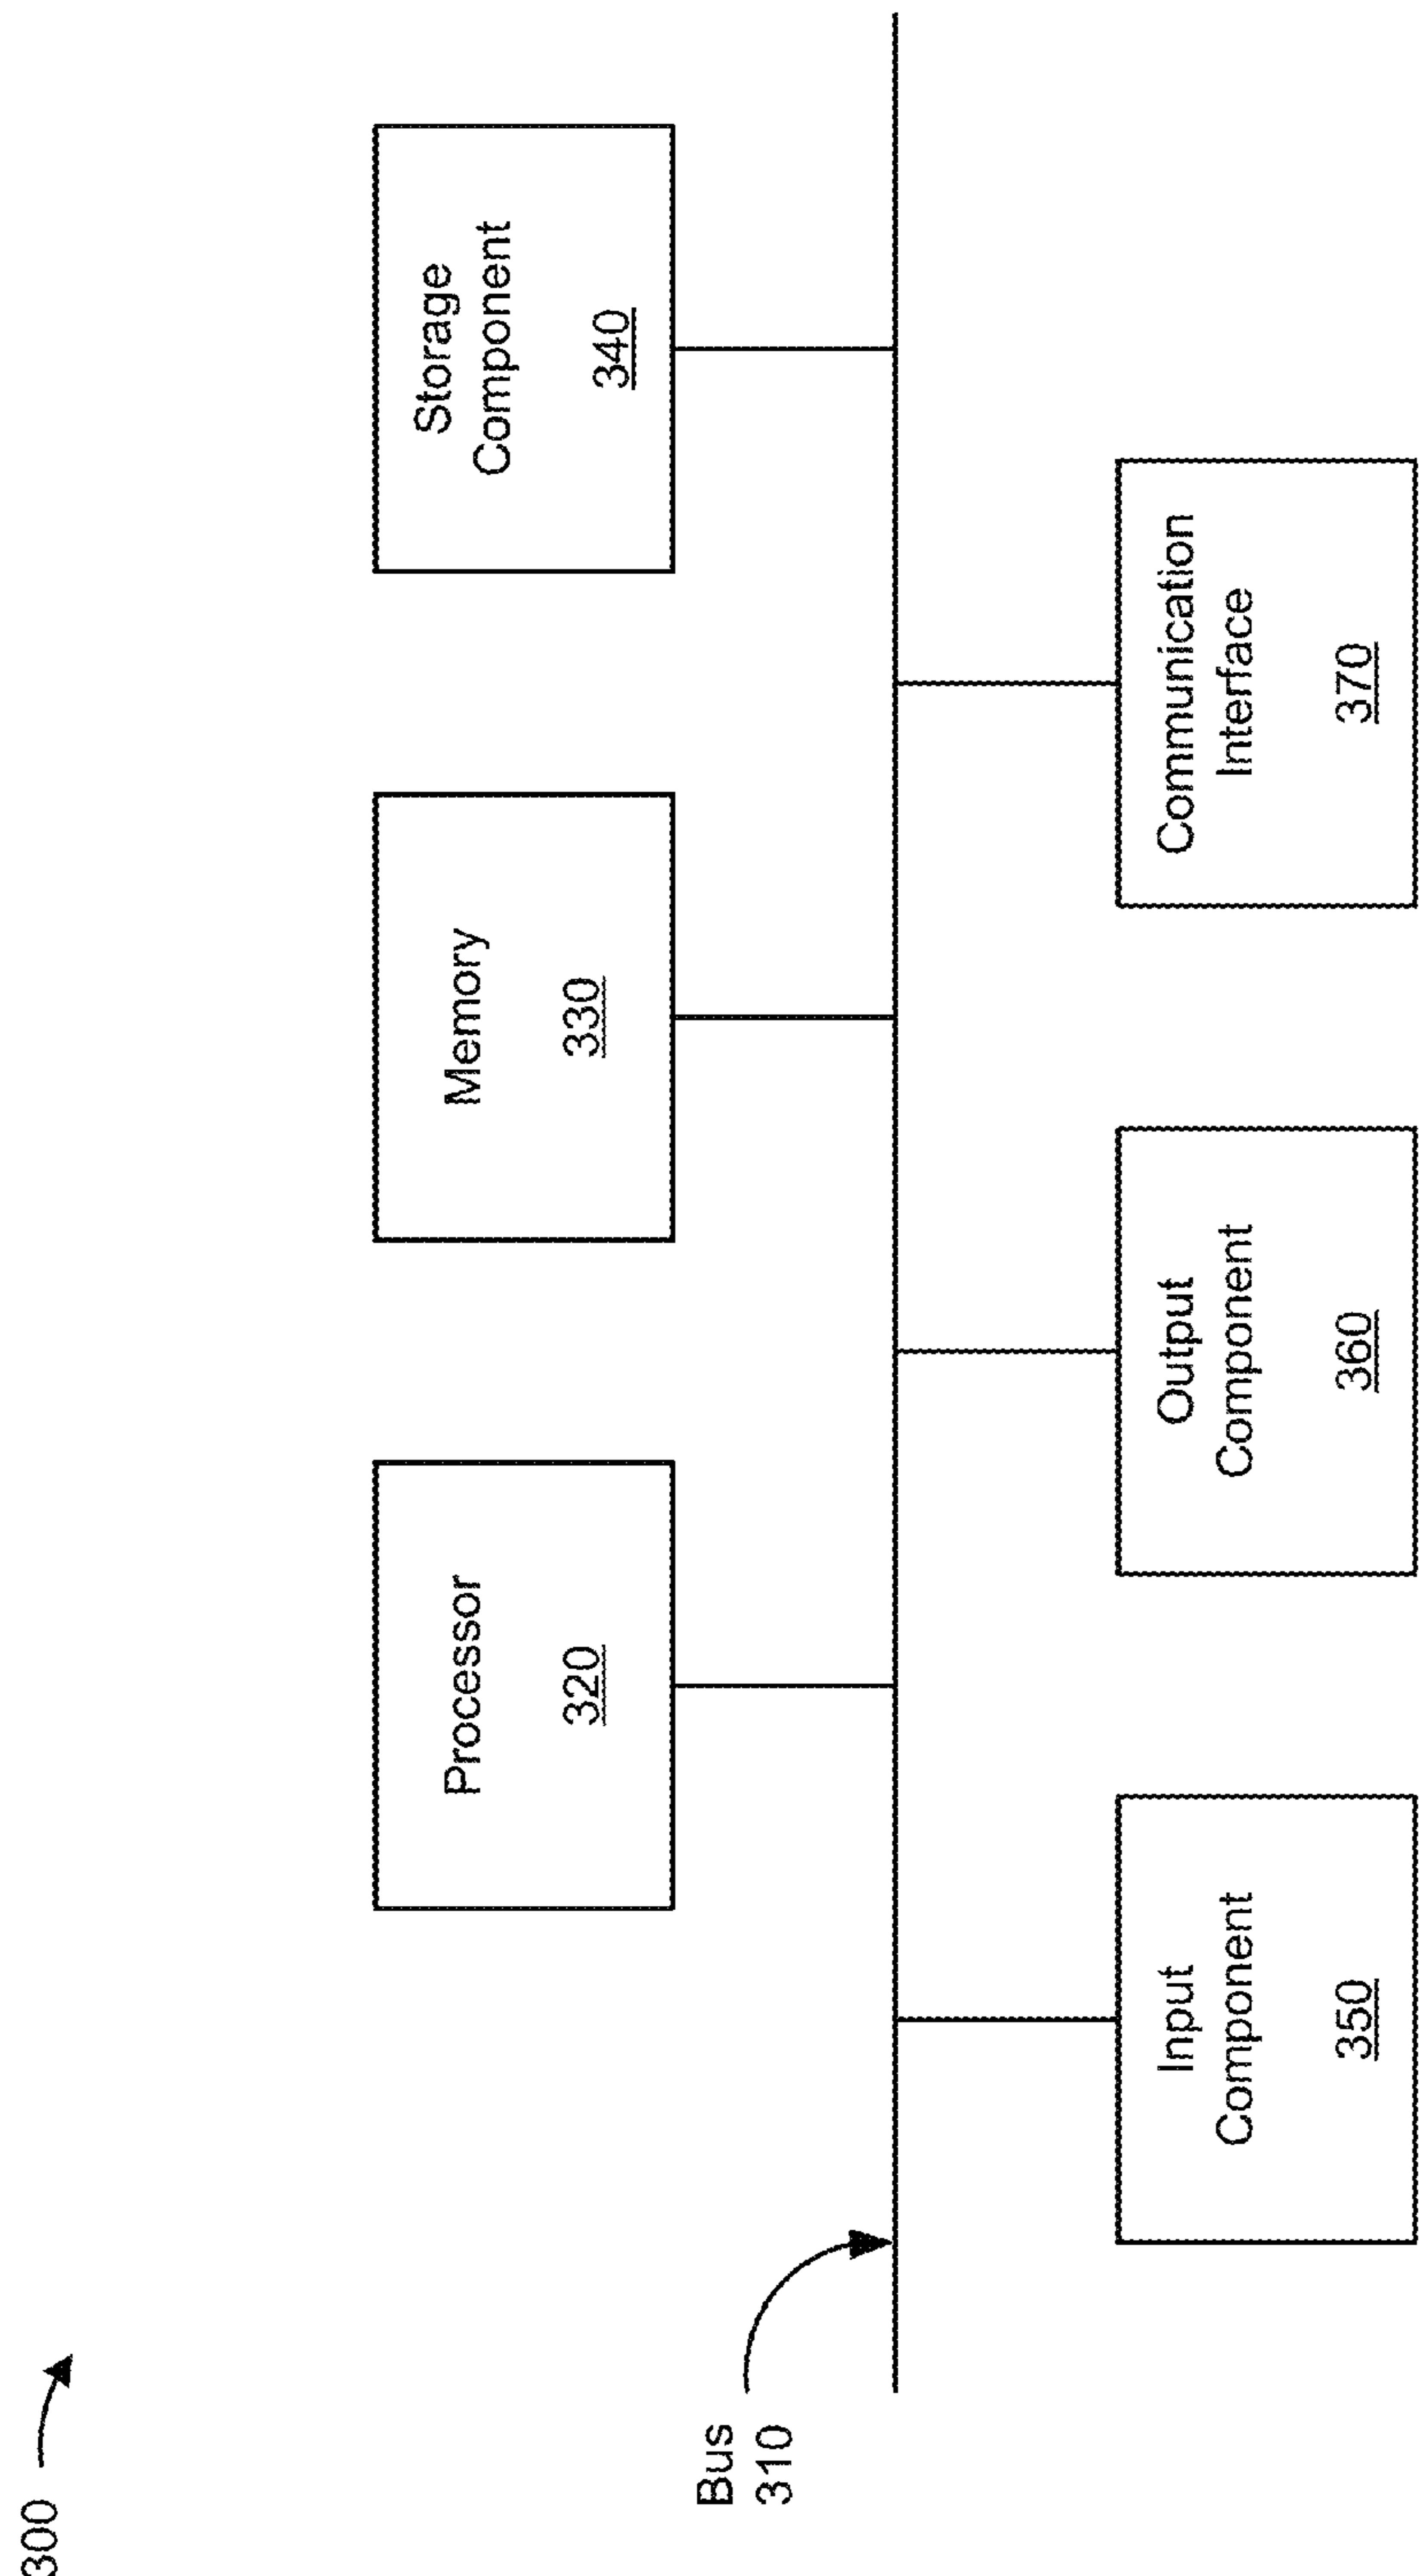 300
Bus
310
Processor
320
Memory
330
Storage
Component
340
Input
Component
350
Output
Component
360
Communication
Interface
370